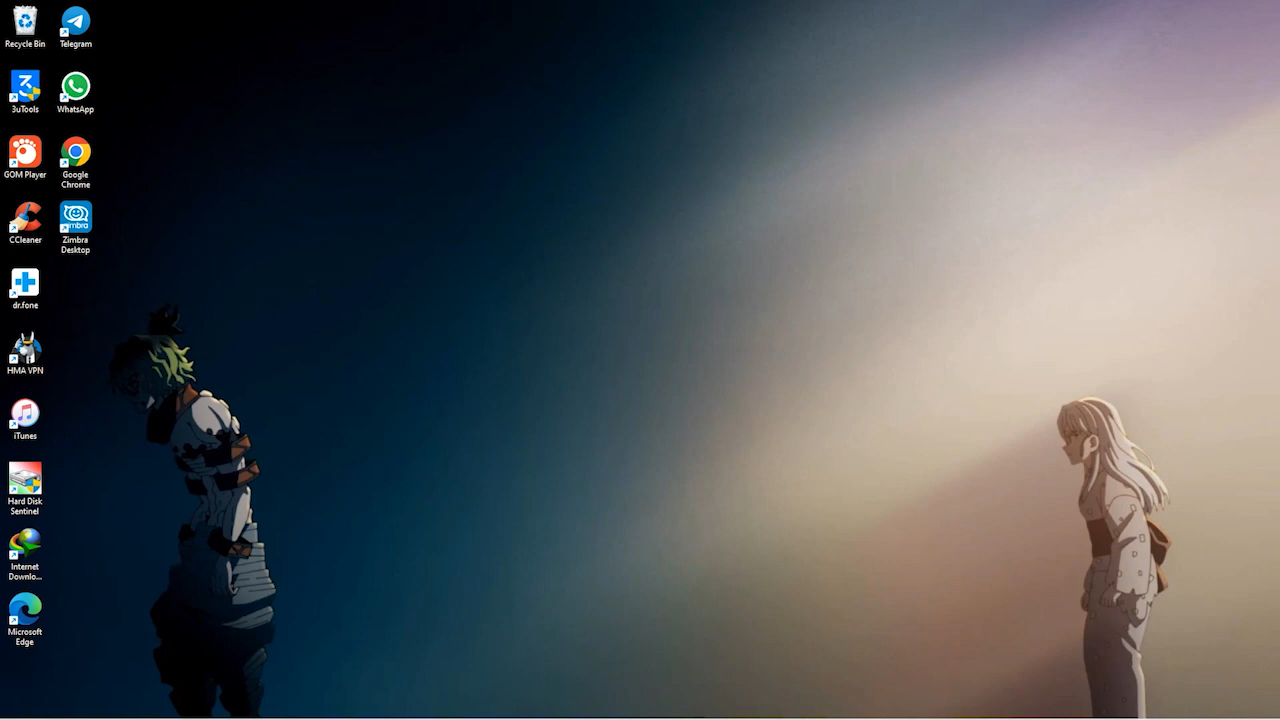 Recycle Bin
Telegram
3uTools
WhatsApp
GOM Player
Google
Chrome
CCleaner
zimbra
Zimbra
Desktop
dr.fone
HMA VPN
iTunes
Hard Disk
Sentinel
Internet
Downlo...
Microsoft
Edge